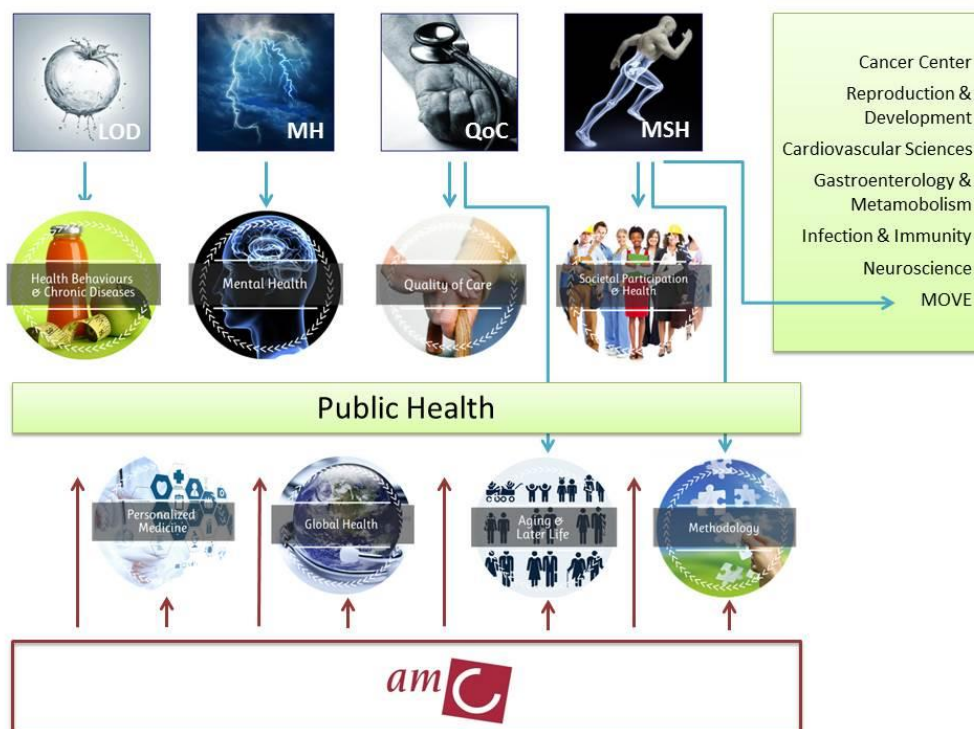 LOD
MH
QoC
MSH
Cancer Center
Reproduction &
Development
Cardiovascular Sciences
Gastroenterology &
Metamobolism
Infection & Immunity
Neuroscience
MOVE
Health Behaviours
& Chronic Diseases
Mental Health
Quality of Care
Societal Participation
& Health
Public Health
Personalized
Medicine
Global Health
Aging &
Later Life
Methodology
amC